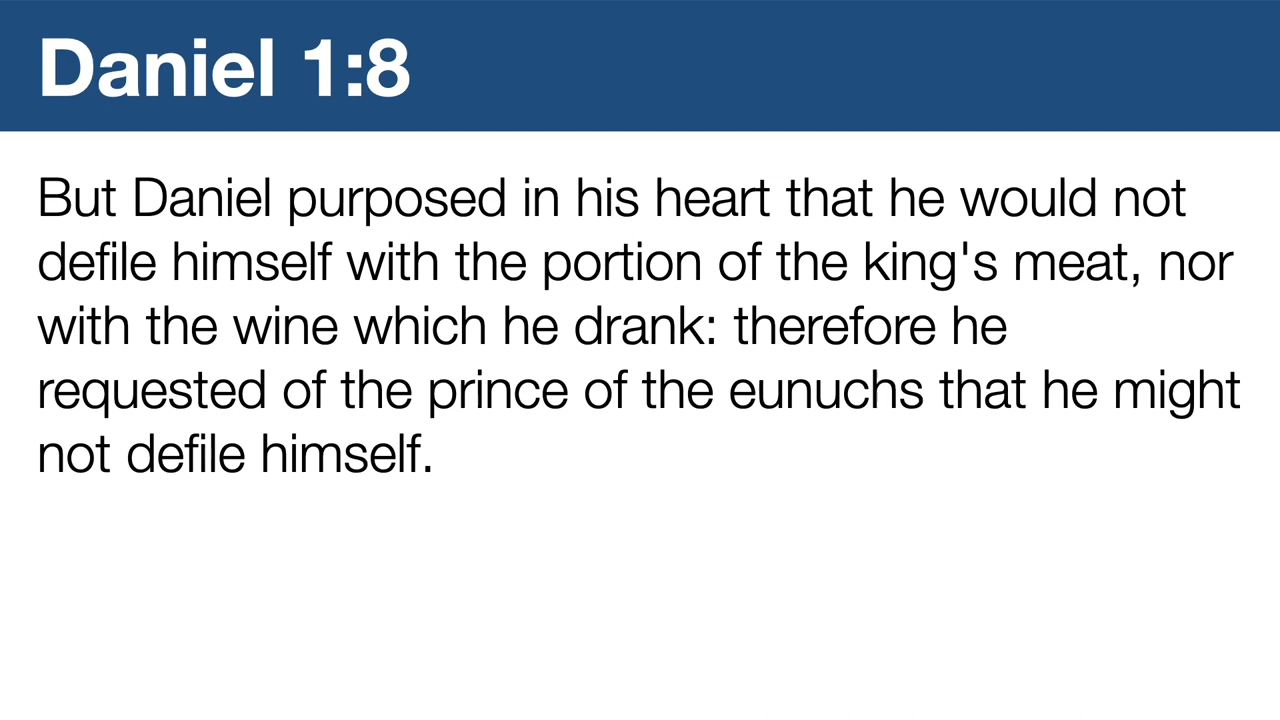 Daniel 1:8
But Daniel purposed in his heart that he would not
defile himself with the portion of the king's meat, nor
with the wine which he drank: therefore he
requested of the prince of the eunuchs that he might
not defile himself.